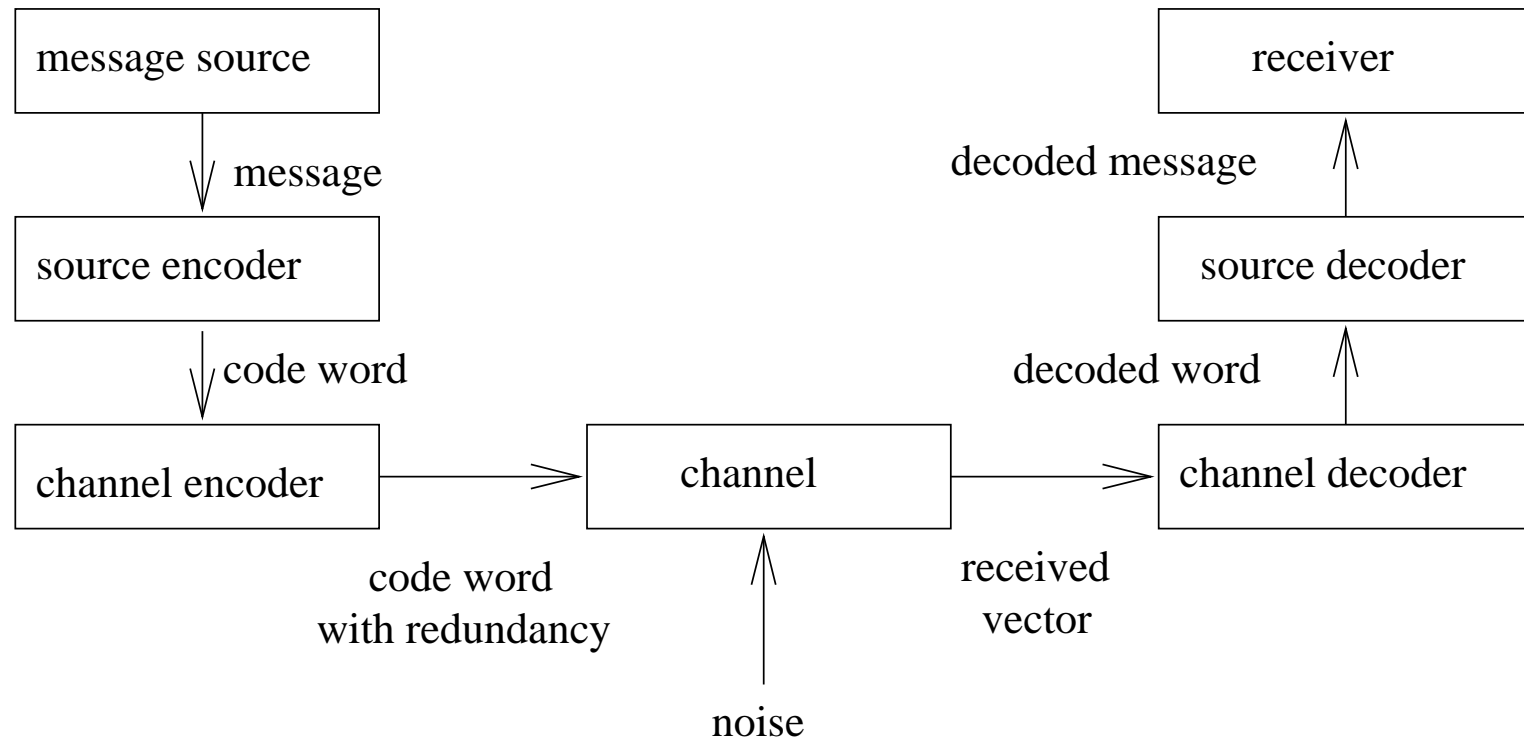 message source
receiver
message
decoded message
source encoder
source decoder
code word
decoded word
channel encoder
channel
channel decoder
code word
with redundancy
received
vector
noise